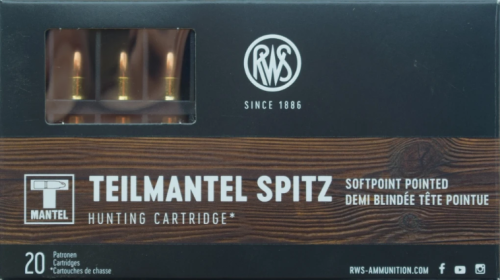 RWS
SINCE 1886
T
MANTEL
TEILMANTEL SPITZ
HUNTING CARTRIDGE*
SOFTPOINT POINTED
DEMI BLINDÉE TÊTE POINTUE
20
Patronen
Cartridges
*Cartouches de chasse
RWS-AMMUNITION.COM